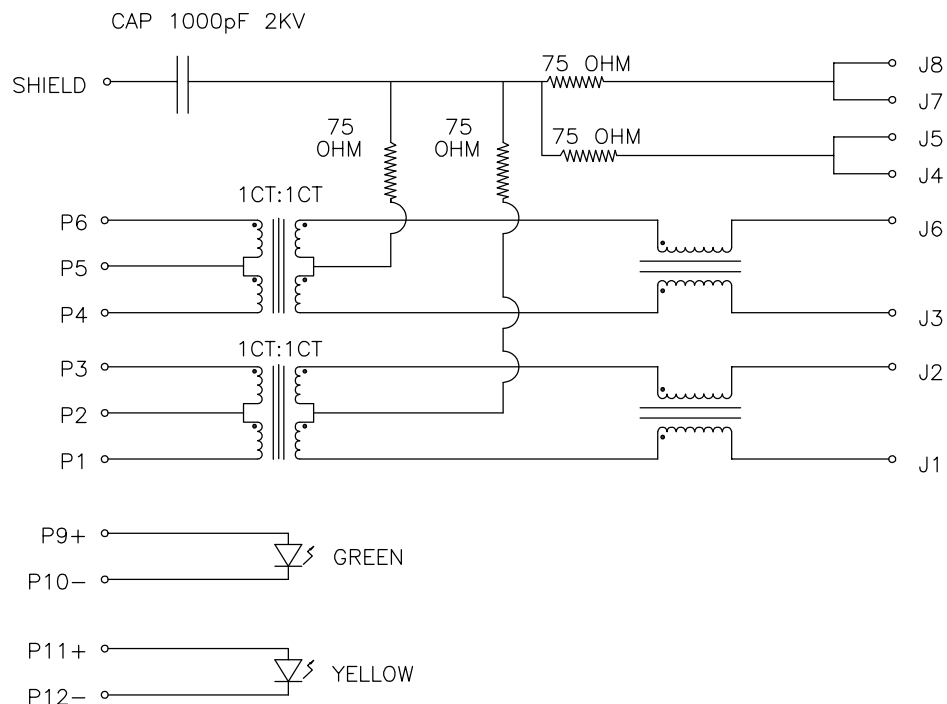 CAP 1000pF 2KV
SHIELD
75 OHM
J8
J7
75
OHM
75
OHM
75 OHM
J5
J4
1CT:1CT
P6
J6
P5
P4
J3
1CT:1CT
P3
J2
P2
P1
J1
P9+
GREEN
P10-
P11+
YELLOW
P12-